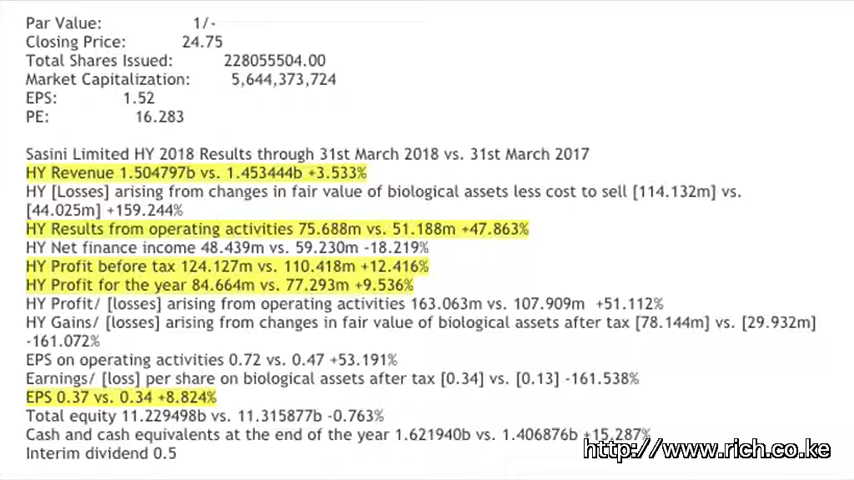 Par Value: 1/-
Closing Price: 24.75
Total Shares Issued: 228055504.00
Market Capitalization: 5,644,373,724
EPS: 1.52
PE: 16.283
Sasini Limited HY 2018 Results through 31st March 2018 vs. 31st March 2017
HY Revenue 1.504797b vs. 1.453444b +3.533%
HY [Losses] arising from changes in fair value of biological assets less cost to sell [114.132m] vs.
[44.025m] +159.244%
HY Results from operating activities 75.688m vs. 51.188m +47.863%
HY Net finance income 48.439m vs. 59.230m -18.219%
HY Profit before tax 124.127m vs. 110.418m +12.416%
HY Profit for the year 84.664m vs. 77.293m +9.536%
HY Profit/ [losses] arising from operating activities 163.063m vs. 107.909m +51.112%
HY Gains/ [losses] arising from changes in fair value of biological assets after tax [78.144m] vs. [29.932m]
-161.072%
EPS on operating activities 0.72 vs. 0.47 +53.191%
Earnings/ [loss] per share on biological assets after tax [0.34] vs. [0.13] -161.538%
EPS 0.37 vs. 0.34 +8.824%
Total equity 11.229498b vs. 11.315877b -0.763%
Cash and cash equivalents at the end of the year 1.621940b vs. 1.406876b +15.287%
Interim dividend 0.5
http://www.rich.co.ke